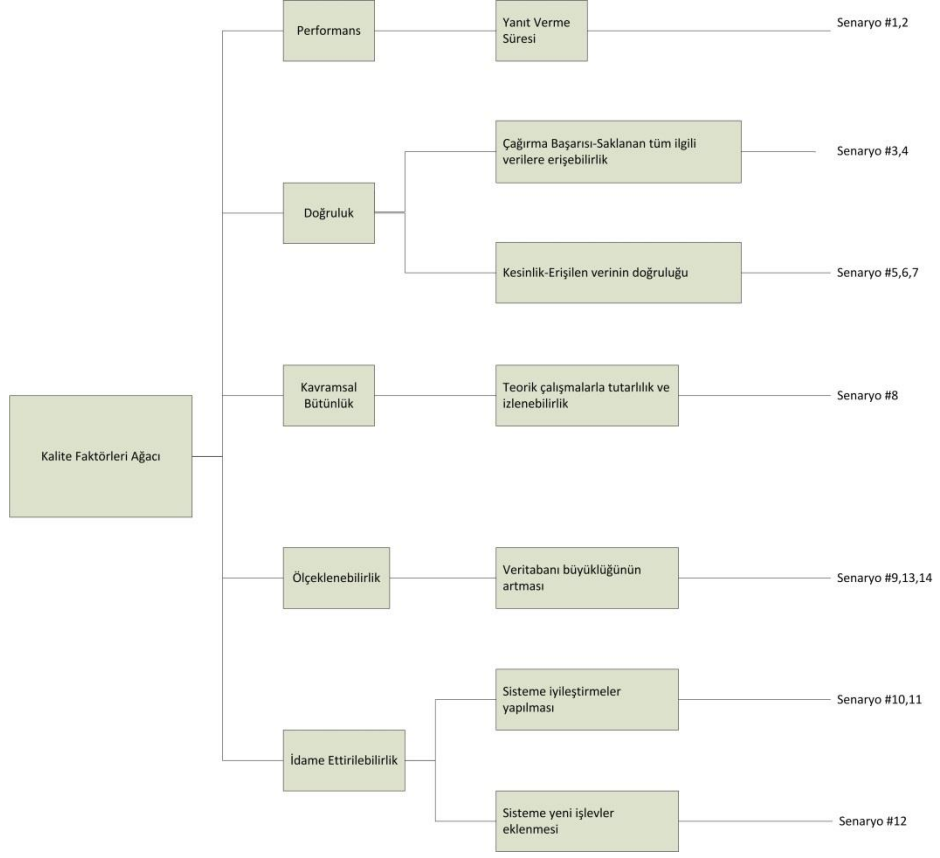 Performans
Yanıt Verme
Süresi
Senaryo #1,2
Çağırma Başarısı-Saklanan tüm ilgili
verilere erişebilirlik
Senaryo #3,4
Doğruluk
Kesinlik-Erişilen verinin doğruluğu
Senaryo #5,6,7
Kavramsal
Bütünlük
Teorik çalışmalarla tutarlılık ve
izlenebilirlik
Senaryo #8
Kalite Faktörleri Ağacı
Ölçeklenebilirlik
Veritabanı büyüklüğünün
artması
Senaryo #9,13,14
Sisteme iyileştirmeler
yapılması
Senaryo #10,11
İdame Ettirilebilirlik
Sisteme yeni işlevler
eklenmesi
Senaryo #12